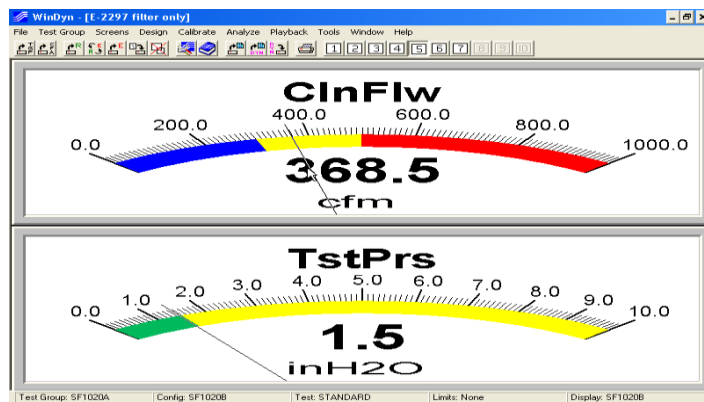 WinDyn - [E-2297 filter only]
File Test Group Screens Design Calibrate Analyze Playback Tools Window Help
1 2 3 4 5 6 7 8 9 10
ClnFlw
0.0 200.0 400.0 600.0 800.0 1000.0
368.5
cfm
TstPrs
0.0 1.0 2.0 3.0 4.0 5.0 6.0 7.0 8.0 9.0 10.0
1.5
inH2O
Test Group: SF1020A Config: SF1020B Test: STANDARD Limits: None Display: SF1020B